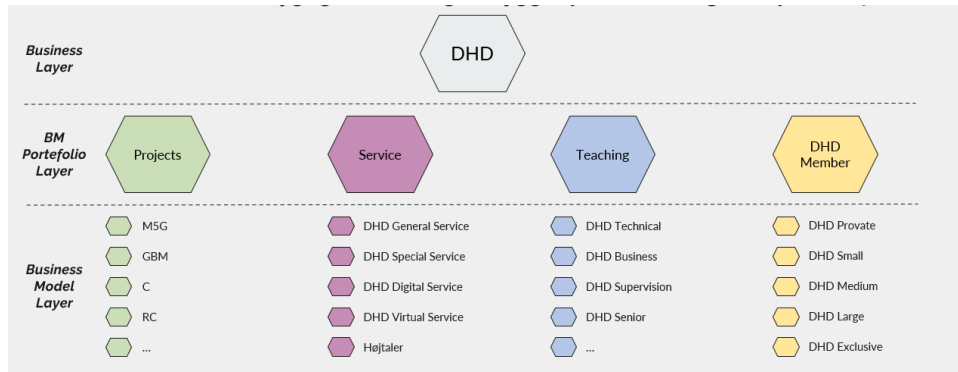 Business
Layer
DHD
BM
Portefolio
Layer
Projects
Service
Teaching
DHD
Member
Business
Model
Layer
M5G
GBM
C
RC
...
DHD General Service
DHD Special Service
DHD Digital Service
DHD Virtual Service
Højtaler
DHD Technical
DHD Business
DHD Supervision
DHD Senior
...
DHD Provate
DHD Small
DHD Medium
DHD Large
DHD Exclusive